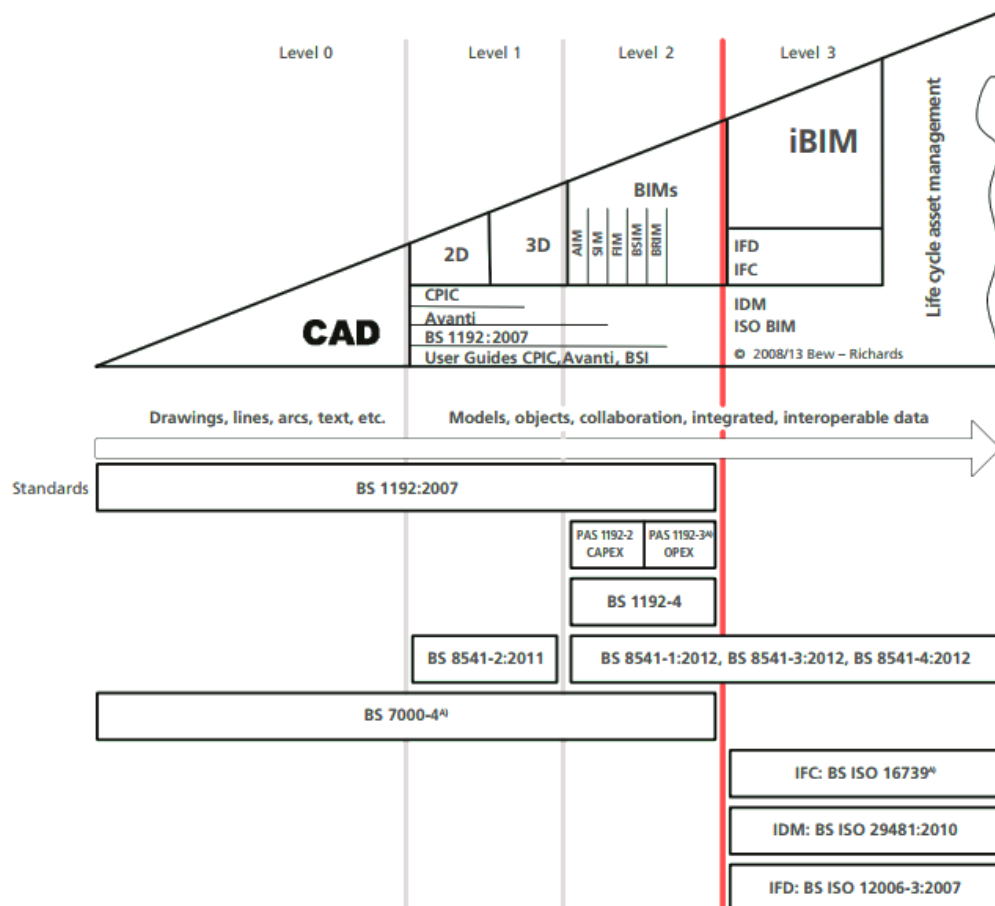 Level 0
Level 1
Level 2
Level 3
iBIM
Life cycle asset management
BIMs
2D
3D
AIM
SIM
FIM
BSIM
BRIM
IFD
IFC
CPIC
Avanti
BS 1192:2007
User Guides CPIC, Avanti, BSI
CAD
IDM
ISO BIM
© 2008/13 Bew – Richards
Drawings, lines, arcs, text, etc.
Models, objects, collaboration, integrated, interoperable data
Standards
BS 1192:2007
PAS 1192-2
CAPEX
PAS 1192-3ᴬ⁾
OPEX
BS 1192-4
BS 8541-2:2011
BS 8541-1:2012, BS 8541-3:2012, BS 8541-4:2012
BS 7000-4ᴬ⁾
IFC: BS ISO 16739ᴬ⁾
IDM: BS ISO 29481:2010
IFD: BS ISO 12006-3:2007